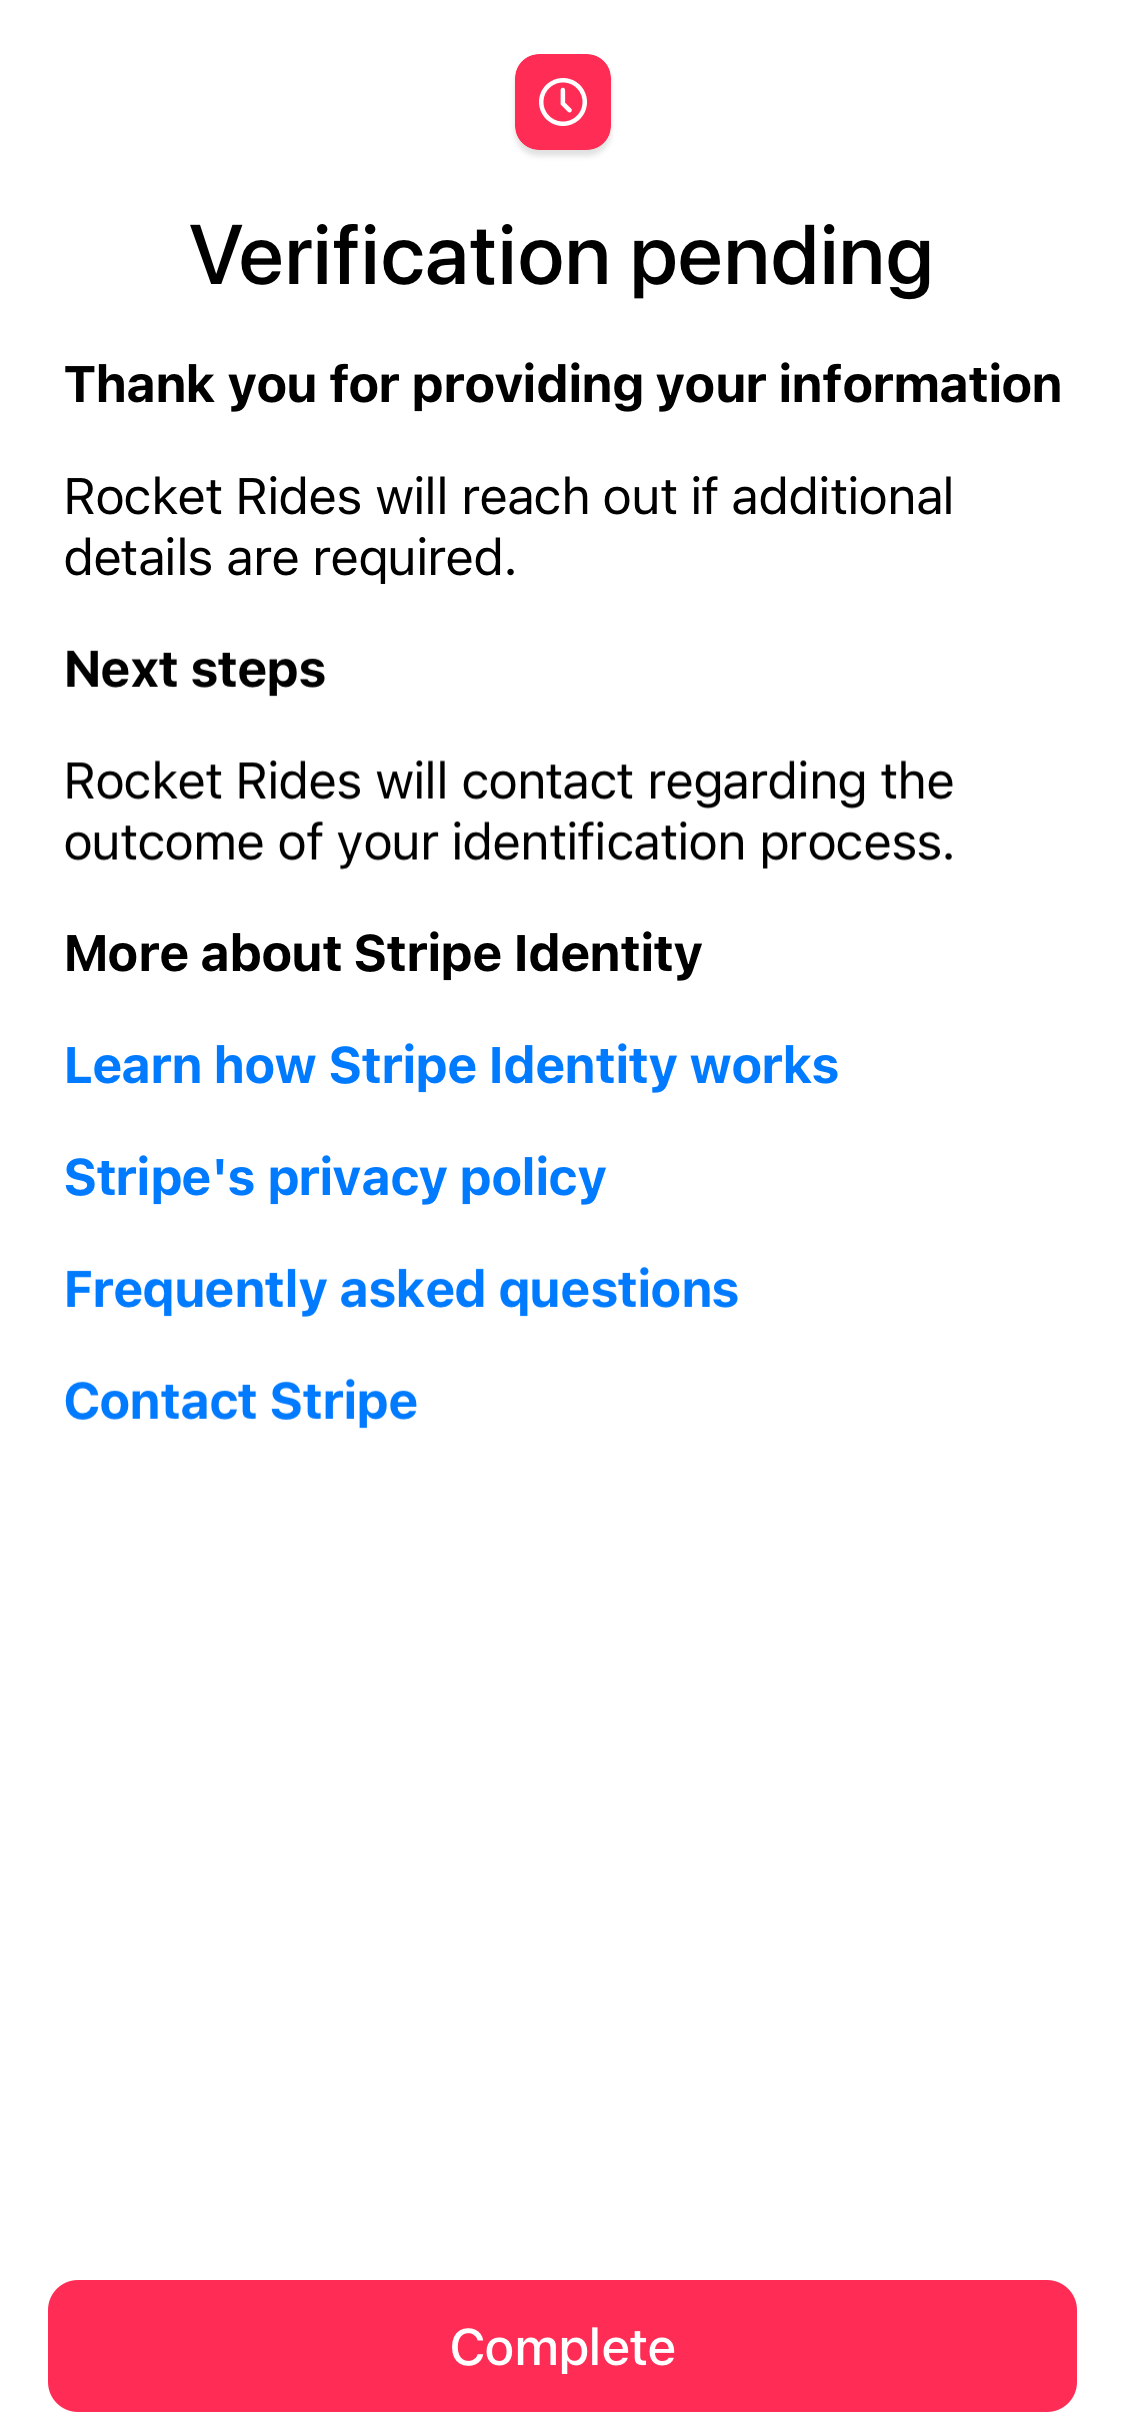 Verification pending
Thank you for providing your information
Rocket Rides will reach out if additional
details are required.
Next steps
Rocket Rides will contact regarding the
outcome of your identification process.
More about Stripe Identity
Learn how Stripe Identity works
Stripe's privacy policy
Frequently asked questions
Contact Stripe
Complete